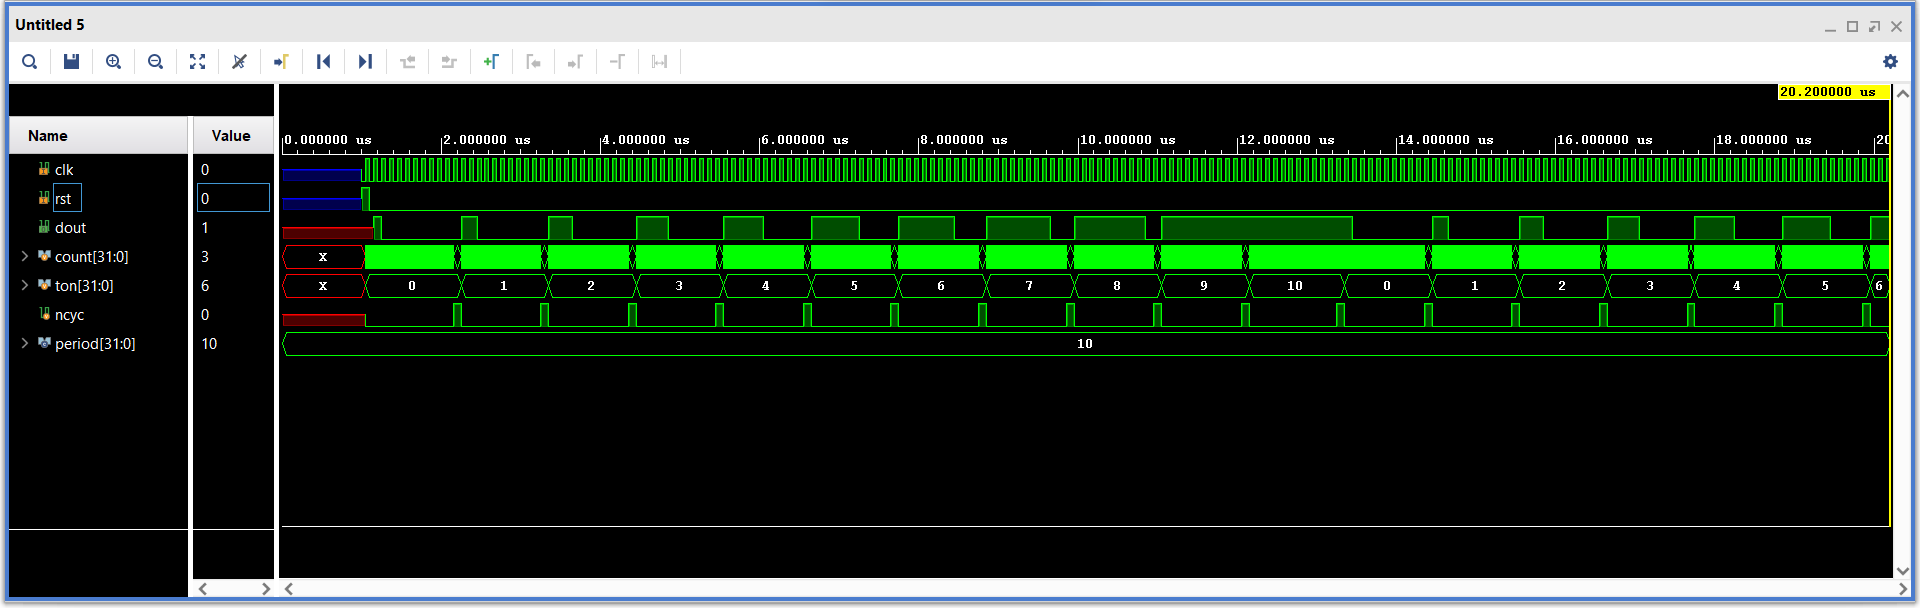 Untitled 5
20.200000 us
Name Value
0.000000 us 2.000000 us 4.000000 us 6.000000 us 8.000000 us 10.000000 us 12.000000 us 14.000000 us 16.000000 us 18.000000 us 20
clk 0
rst 0
dout 1
count[31:0] 3 X
ton[31:0] 6 X 0 1 2 3 4 5 6 7 8 9 10 0 1 2 3 4 5 6
ncyc 0
period[31:0] 10 10